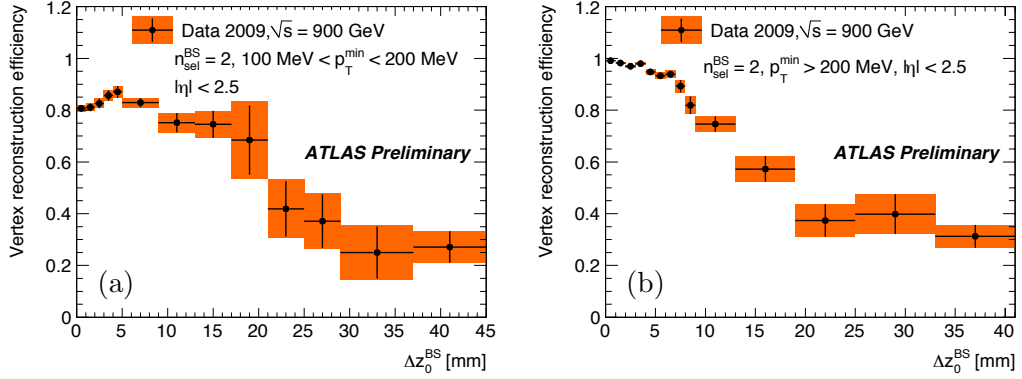 Vertex reconstruction efficiency
1.2
1
0.8
0.6
0.4
0.2
0
Data 2009,√s = 900 GeV
n_sel^BS = 2, 100 MeV < p_T^min < 200 MeV
|η| < 2.5
ATLAS Preliminary
(a)
0 5 10 15 20 25 30 35 40 45
Δz_0^BS [mm]
Vertex reconstruction efficiency
1.2
1
0.8
0.6
0.4
0.2
0
Data 2009,√s = 900 GeV
n_sel^BS = 2, p_T^min > 200 MeV, |η| < 2.5
ATLAS Preliminary
(b)
0 5 10 15 20 25 30 35 40
Δz_0^BS [mm]